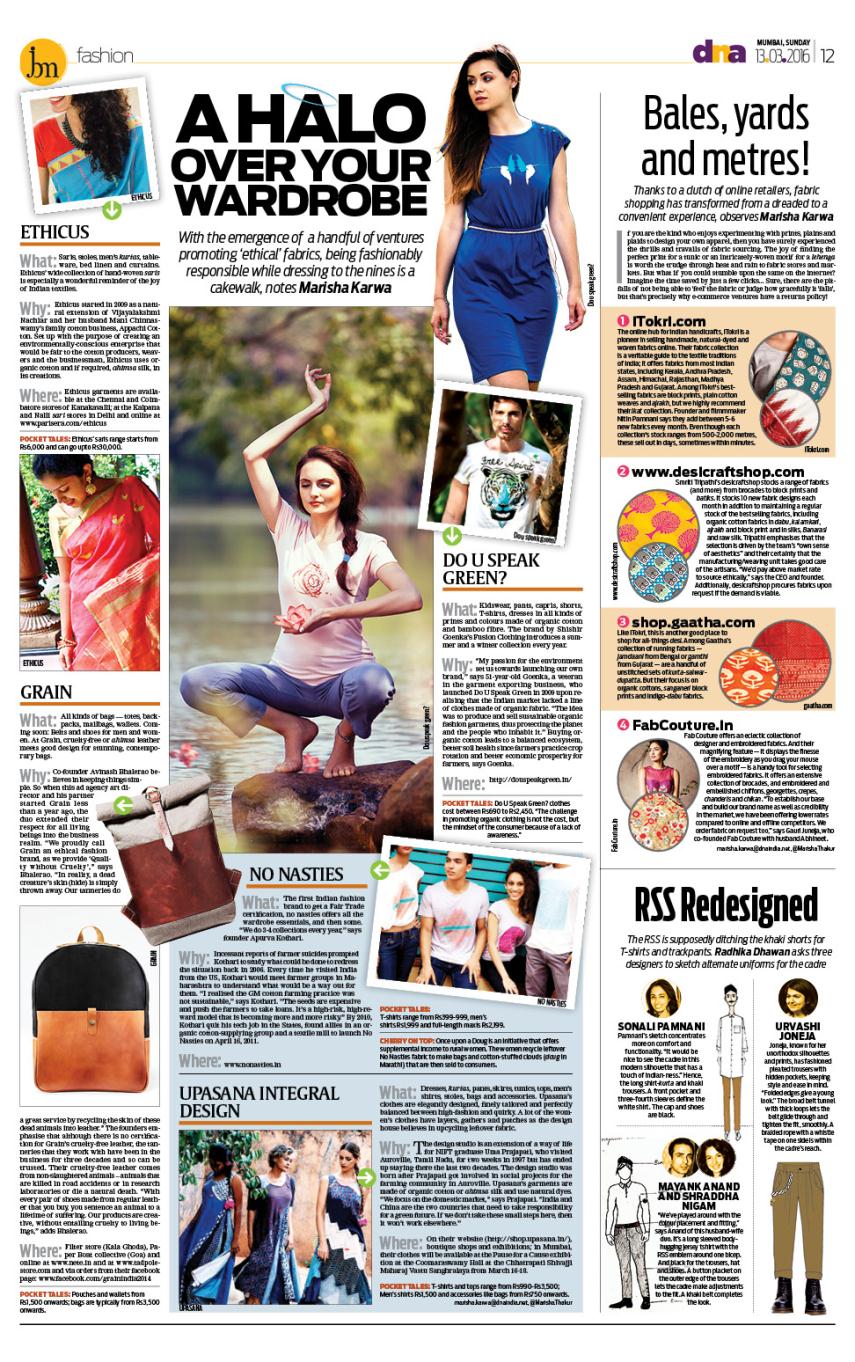 jbm
fashion
dna
MUMBAI, SUNDAY
13.03.2016
12
ETHICUS
A HALO
OVER YOUR
WARDROBE
With the emergence of a handful of ventures
promoting ‘ethical’ fabrics, being fashionably
responsible while dressing to the nines is a
cakewalk, notes Marisha Karwa
Do u speak green?
ETHICUS
What: Saris, stoles, men's kurtas, table-
ware, bed linen and curtains.
Ethicus' wide collection of hand-woven saris
is especially a wonderful reminder of the joy
of Indian textiles.
Why: Ethicus started in 2009 as a natu-
ral extension of Vijayalakshmi
Nachiar and her husband Mani Chinnas-
wamy's family cotton business, Appachi Cot-
ton. Set up with the purpose of creating an
environmentally-conscious enterprise that
would be fair to the cotton producers, weav-
ers and the businessman, Ethicus uses or-
ganic cotton and if required, ahimsa silk, in
its creations.
Where: Ethicus garments are availa-
ble at the Chennai and Coim-
batore stores of Kanakavalli; at the Kalpana
and Nalli sari stores in Delhi and online at
www.parisera.com/ethicus
POCKET TALES: Ethicus' saris range starts from
Rs6,000 and can go upto Rs30,000.
ETHICUS
GRAIN
What: All kinds of bags — totes, back-
packs, mailbags, wallets. Com-
ing soon: Belts and shoes for men and wom-
en. At Grain, cruelty-free or ahimsa leather
meets good design for stunning, contempo-
rary bags.
Why: Co-founder Avinash Bhalerao be-
lieves in keeping things sim-
ple. So when this ad agency art di-
rector and his partner
started Grain less
than a year ago, the
duo extended their
respect for all living
beings into the business
realm. “We proudly call
Grain an ethical fashion
brand, as we provide ‘Quali-
ty without Cruelty’,” says
Bhalerao. “In reality, a dead
creature's skin (hide) is simply
thrown away. Our tanneries do
GRAIN
a great service by recycling the skin of these
dead animals into leather.” The founders em-
phasise that although there is no certifica-
tion for Grain's cruelty-free leather, the tan-
neries that they work with have been in the
business for three decades and so can be
trusted. Their cruelty-free leather comes
from non-slaughtered animals — animals that
are killed in road accidents or in research
laboratories or die a natural death. “With
every pair of shoes made from regular leath-
er that you buy, you sentence an animal to a
lifetime of suffering. Our products are crea-
tive, without entailing cruelty to living be-
ings,” adds Bhalerao.
Where: Filter store (Kala Ghoda), Pa-
per Boat Collective (Goa) and
online at www.nete.in and at www.tadpole-
store.com and via orders from their facebook
page: www.facebook.com/grainindia2014
POCKET TALES: Pouches and wallets from
Rs1,500 onwards; bags are typically from Rs3,500
onwards.
Do u speak green?
Free Spirit
Do u speak green?
DO U SPEAK
GREEN?
What: Kidswear, pants, capris, shorts,
T-shirts, dresses in all kinds of
prints and colours made of organic cotton
and bamboo fibre. The brand by Shishir
Goenka's Fusion Clothing introduces a sum-
mer and a winter collection every year.
Why: “My passion for the environment
set us towards launching our own
brand,” says 51-year-old Goenka, a veteran
in the garment exporting business, who
launched Do U Speak Green in 2009 upon re-
alising that the Indian market lacked a line
of clothes made of organic fabric. “The idea
was to produce and sell sustainable organic
fashion garments, thus protecting the planet
and the people who inhabit it.” Buying or-
ganic cotton leads to a balanced ecosystem,
better soil health since farmers practice crop
rotation and better economic prosperity for
farmers, says Goenka.
Where: http://douspeakgreen.in/
POCKET TALES: Do U Speak Green? clothes
cost between Rs690 to Rs2,450. “The challenge
in promoting organic clothing is not the cost, but
the mindset of the consumer because of a lack of
awareness.”
NO NASTIES
What: The first Indian fashion
brand to get a Fair Trade
certification, no nasties offers all the
wardrobe essentials, and then some.
“We do 2-4 collections every year,” says
founder Apurva Kothari.
Why: Incessant reports of farmer suicides prompted
Kothari to study what could be done to redress
the situation back in 2006. Every time he visited India
from the US, Kothari would meet farmer groups in Ma-
harashtra to understand what would be a way out for
them. “I realised the GM cotton farming practice was
not sustainable,” says Kothari. “The seeds are expensive
and push the farmers to take loans. It's a high-risk, high-re-
ward model that is becoming more and more risky.” By 2010,
Kothari quit his tech job in the States, found allies in an or-
ganic cotton-supplying group and a textile mill to launch No
Nasties on April 16, 2011.
Where: www.nonasties.in
NO NASTIES
POCKET TALES:
T-shirts range from Rs399-999, men's
shirts Rs1,999 and full-length maxis Rs2,199.
CHERRY ON TOP: Once upon a Doug is an initiative that offers
supplemental income to rural women. The women recycle leftover
No Nasties fabric to make bags and cotton-stuffed clouds (dhag in
Marathi) that are then sold to consumers.
UPASANA INTEGRAL
DESIGN
UPASANA
What: Dresses, kurtas, pants, skirts, tunics, tops, men's
shirts, stoles, bags and accessories. Upasana's
clothes are elegantly designed, finely tailored and perfectly
balanced between high-fashion and quirky. A lot of the wom-
en's clothes have layers, gathers and patches as the design
house believes in upcycling leftover fabric.
Why: The design studio is an extension of a way of life
for NIFT graduate Uma Prajapati, who visited
Auroville, Tamil Nadu, for two weeks in 1997 but has ended
up staying there the last two decades. The design studio was
born after Prajapati got involved in social projects for the
farming community in Auroville. Upasana's garments are
made of organic cotton or ahimsa silk and use natural dyes.
“We focus on the domestic market,” says Prajapati. “India and
China are the two countries that need to take responsibility
for a green future. If we don't take these small steps here, then
it won't work elsewhere.”
Where: On their website (http://shop.upasana.in/),
boutique shops and exhibitions; in Mumbai,
their clothes will be available at the Pause for a Cause exhibi-
tion at the Coomaraswamy Hall at the Chhatrapati Shivaji
Maharaj Vastu Sangrahalaya from March 16-18.
POCKET TALES: T-shirts and tops range from Rs990-Rs3,500;
Men's shirts Rs1,500 and accessories like bags from Rs750 onwards.
marisha.karwa@dnaindia.net, @MarishaThakur
Bales, yards
and metres!
Thanks to a clutch of online retailers, fabric
shopping has transformed from a dreaded to a
convenient experience, observes Marisha Karwa
If you are the kind who enjoys experimenting with prints, plains and
plaids to design your own apparel, then you have surely experienced
the thrills and travails of fabric sourcing. The joy of finding the
perfect print for a tunic or an intricately-woven motif for a lehenga
is worth the trudge through heat and rain to fabric stores and mar-
kets. But what if you could stumble upon the same on the internet?
Imagine the time saved by just a few clicks... Sure, there are the pit-
falls of not being able to ‘feel’ the fabric or judge how gracefully it ‘falls’,
but that's precisely why e-commerce ventures have a returns policy!
1 ITokri.com
The online hub for Indian handicrafts, iTokri is a
pioneer in selling handmade, natural-dyed and
woven fabrics online. Their fabric collection
is a veritable guide to the textile traditions
of India; it offers fabrics from most Indian
states, including Kerala, Andhra Pradesh,
Assam, Himachal, Rajasthan, Madhya
Pradesh and Gujarat. Among iTokri's best-
selling fabrics are block prints, plain cotton
weaves and ajrakh, but we highly recommend
their ikat collection. Founder and filmmaker
Nitin Pamnani says they add between 5-6
new fabrics every month. Even though each
collection's stock ranges from 500-2,000 metres,
these sell out in days, sometimes within minutes.
iTokri.com
2 www.desicraftshop.com
Smriti Tripathi's desicraftshop stocks a range of fabrics
(and more) from brocades to block prints and
batiks. It stocks 10 new fabric designs each
month in addition to maintaining a regular
stock of the bestselling fabrics, including
organic cotton fabrics in dabu, kalamkari,
ajrakh and block print and in silks, Banarasi
and raw silk. Tripathi emphasises that the
selection is driven by the team's “own sense
of aesthetics” and their certainty that the
manufacturing/weaving unit takes good care
of the artisans. “We'd pay above market rate
to source ethically,” says the CEO and founder.
Additionally, desicraftshop procures fabrics upon
request if the demand is viable.
www.desicraftshop.com
3 shop.gaatha.com
Like iTokri, this is another good place to
shop for all-things desi. Among Gaatha's
collection of running fabrics —
jamdaani from Bengal or gamthi
from Gujarat — are a handful of
unstitched sets of kurta-salwar-
dupatta. But their focus is on
organic cottons, sanganeri block
prints and indigo-dabu fabrics.
gaatha.com
4 FabCouture.in
Fab Couture offers an eclectic collection of
designer and embroidered fabrics. And their
magnifying feature — it displays the finesse
of the embroidery as you drag your mouse
over a motif — is a handy tool for selecting
embroidered fabrics. It offers an extensive
collection of brocades, and embroidered and
embellished chiffons, georgettes, crepes,
chanderis and chikan. “To establish our base
and build our brand name as well as credibility
in the market, we have been offering lower rates
compared to online and offline competitors. We
order fabric on request too,” says Gauri Juneja, who
co-founded Fab Couture with husband Abhineet.
marisha.karwa@dnaindia.net, @MarishaThakur
FabCouture.in
RSS Redesigned
The RSS is supposedly ditching the khaki shorts for
T-shirts and trackpants. Radhika Dhawan asks three
designers to sketch alternate uniforms for the cadre
SONALI PAMNANI
Pamnani's sketch concentrates
more on comfort and
functionality. “It would be
nice to see the cadre in this
modern silhouette that has a
touch of Indian-ness.” Hence,
the long shirt-kurta and khaki
trousers. A front pocket and
three-fourth sleeves define the
white shirt. The cap and shoes
are black.
URVASHI
JONEJA
Joneja, known for her
unorthodox silhouettes
and prints, has fashioned
pleated trousers with
hidden pockets, keeping
style and ease in mind.
“Folded edges give a young
look.” The broad belt tunnel
with thick loops lets the
belt glide through and
tighten the fit, smoothly. A
braided rope with a whistle
tape on one side is within
the cadre's reach.
MAYANK ANAND
AND SHRADDHA
NIGAM
“We've played around with the
colour placement and fitting,”
says Anand of this husband-wife
duo. It's a long sleeved body-
hugging jersey tshirt with the
RSS emblem around one bicep.
And black for the trousers, hat
and shoes. A button placket on
the outer edge of the trousers
lets the cadre make adjustments
to the fit. A khaki belt completes
the look.